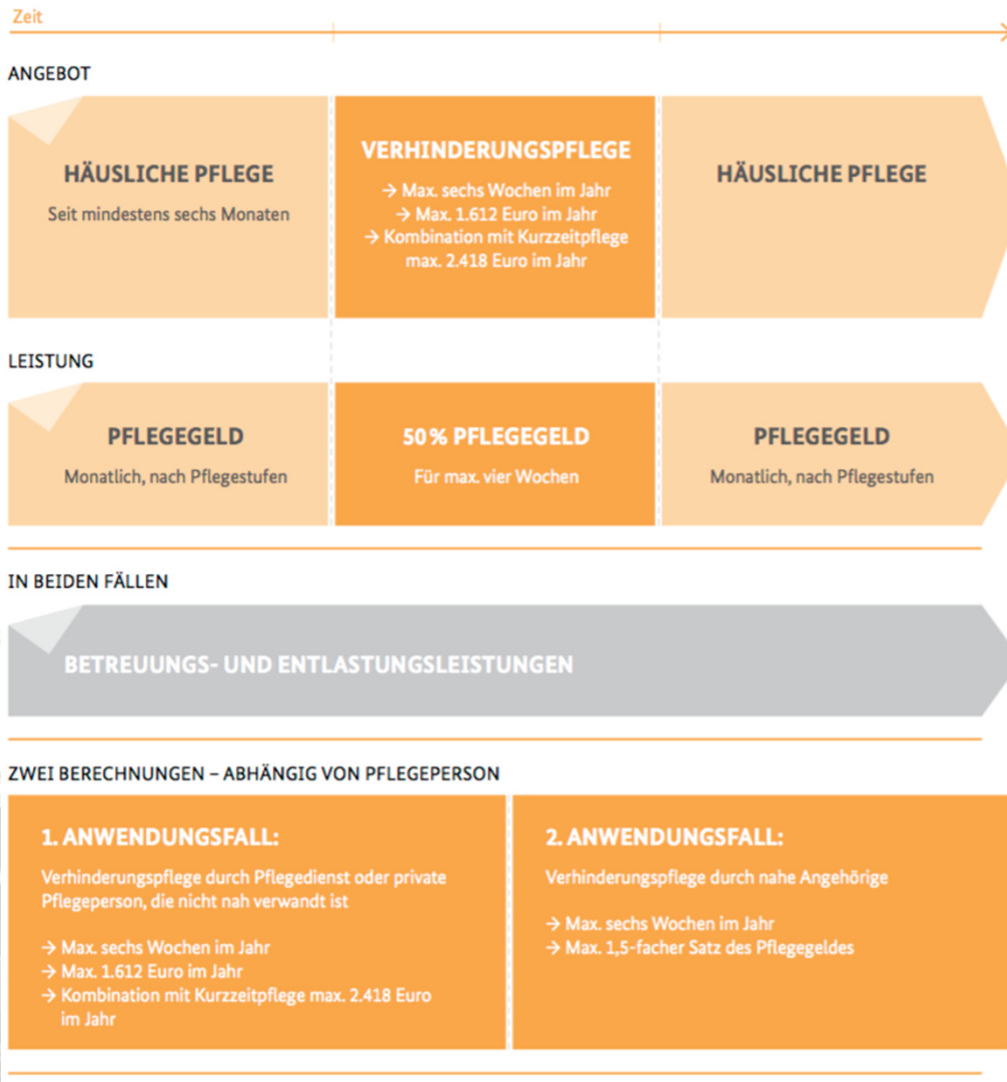 Zeit
ANGEBOT
HÄUSLICHE PFLEGE
Seit mindestens sechs Monaten
VERHINDERUNGSPFLEGE
→ Max. sechs Wochen im Jahr
→ Max. 1.612 Euro im Jahr
→ Kombination mit Kurzzeitpflege
max. 2.418 Euro im Jahr
HÄUSLICHE PFLEGE
LEISTUNG
PFLEGEGELD
Monatlich, nach Pflegestufen
50% PFLEGEGELD
Für max. vier Wochen
PFLEGEGELD
Monatlich, nach Pflegestufen
IN BEIDEN FÄLLEN
BETREUUNGS- UND ENTLASTUNGSLEISTUNGEN
ZWEI BERECHNUNGEN – ABHÄNGIG VON PFLEGEPERSON
1. ANWENDUNGSFALL:
Verhinderungspflege durch Pflegedienst oder private
Pflegeperson, die nicht nah verwandt ist
→ Max. sechs Wochen im Jahr
→ Max. 1.612 Euro im Jahr
→ Kombination mit Kurzzeitpflege max. 2.418 Euro
im Jahr
2. ANWENDUNGSFALL:
Verhinderungspflege durch nahe Angehörige
→ Max. sechs Wochen im Jahr
→ Max. 1,5-facher Satz des Pflegegeldes